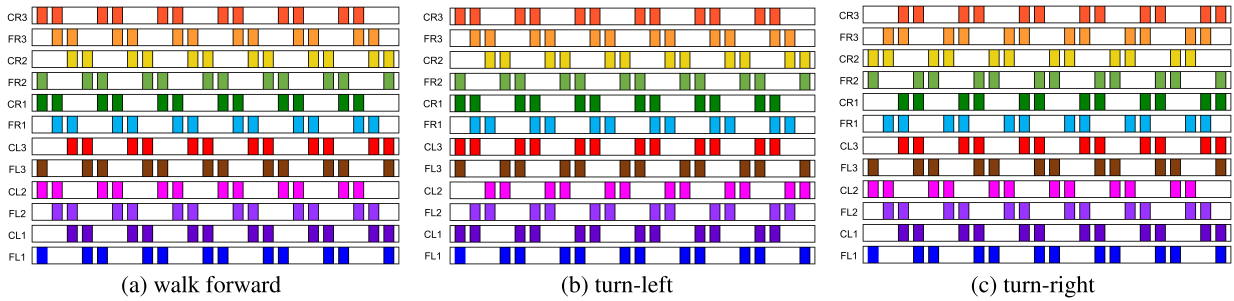 CR3
FR3
CR2
FR2
CR1
FR1
CL3
FL3
CL2
FL2
CL1
FL1
(a) walk forward
CR3
FR3
CR2
FR2
CR1
FR1
CL3
FL3
CL2
FL2
CL1
FL1
(b) turn-left
CR3
FR3
CR2
FR2
CR1
FR1
CL3
FL3
CL2
FL2
CL1
FL1
(c) turn-right